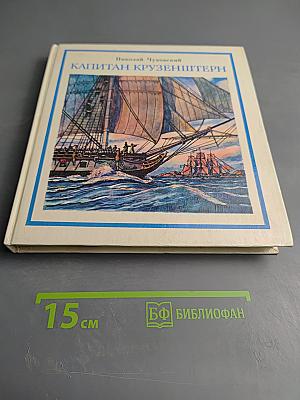 Николай Чуковский
КАПИТАН КРУЗЕНШТЕРН
15 см
БФ БИБЛИОФАН